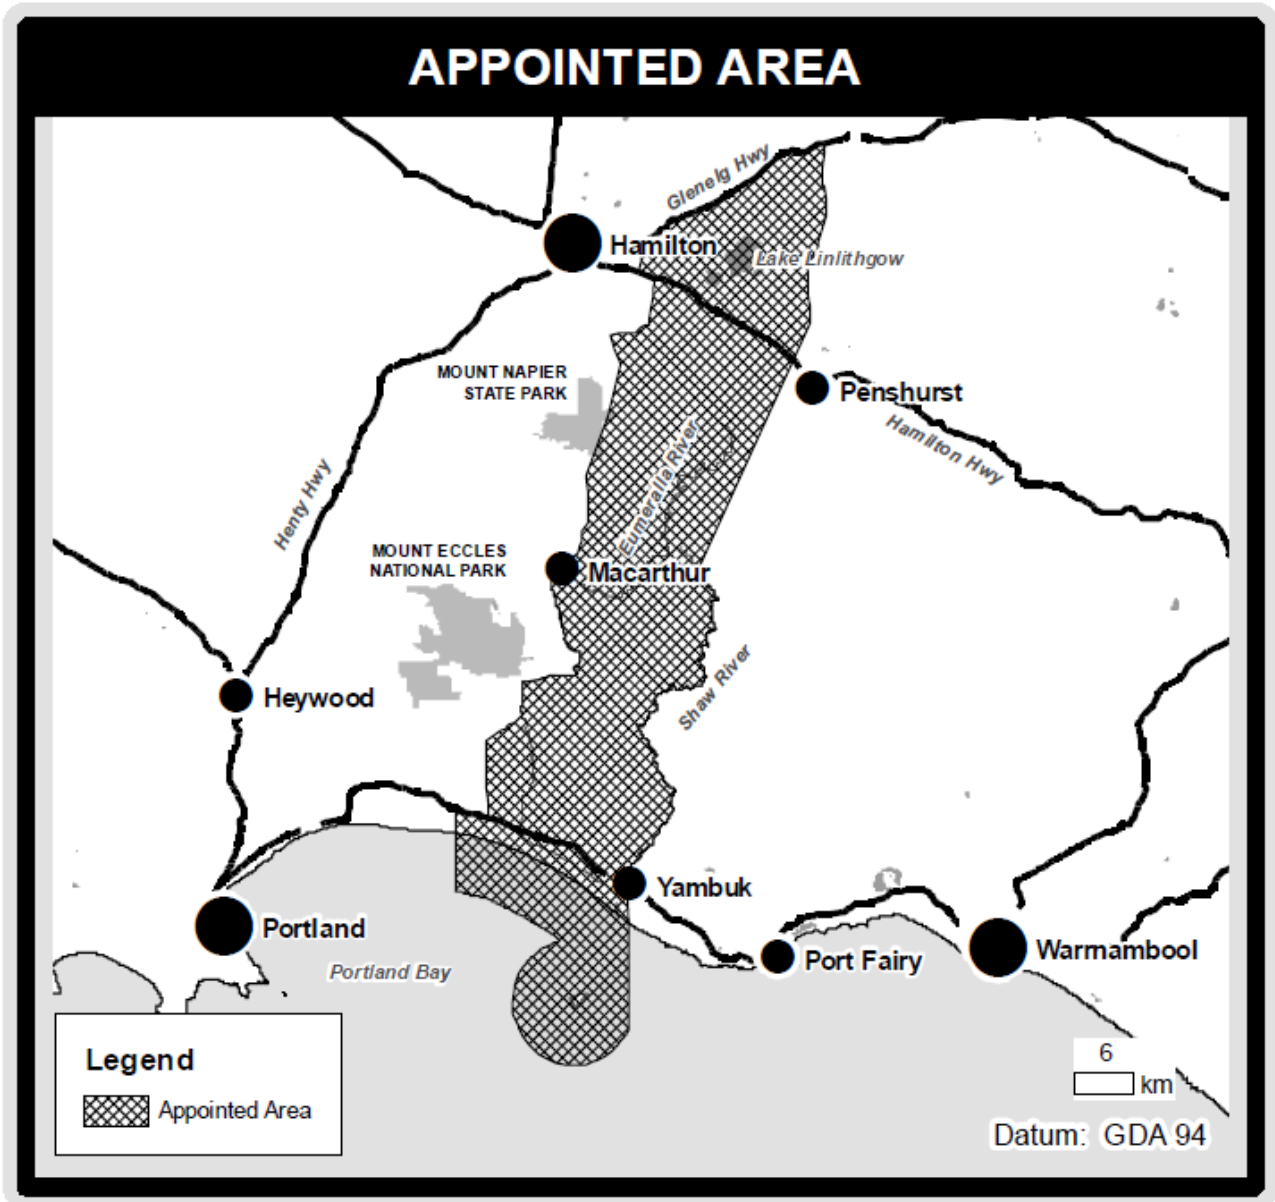 APPOINTED AREA
Glenelg Hwy
Hamilton
Lake Linlithgow
MOUNT NAPIER
STATE PARK
Penshurst
Hamilton Hwy
Eumeralla River
Henty Hwy
MOUNT ECCLES
NATIONAL PARK
Macarthur
Shaw River
Heywood
Yambuk
Portland
Portland Bay
Port Fairy
Warrnambool
Legend
Appointed Area
6
km
Datum: GDA 94